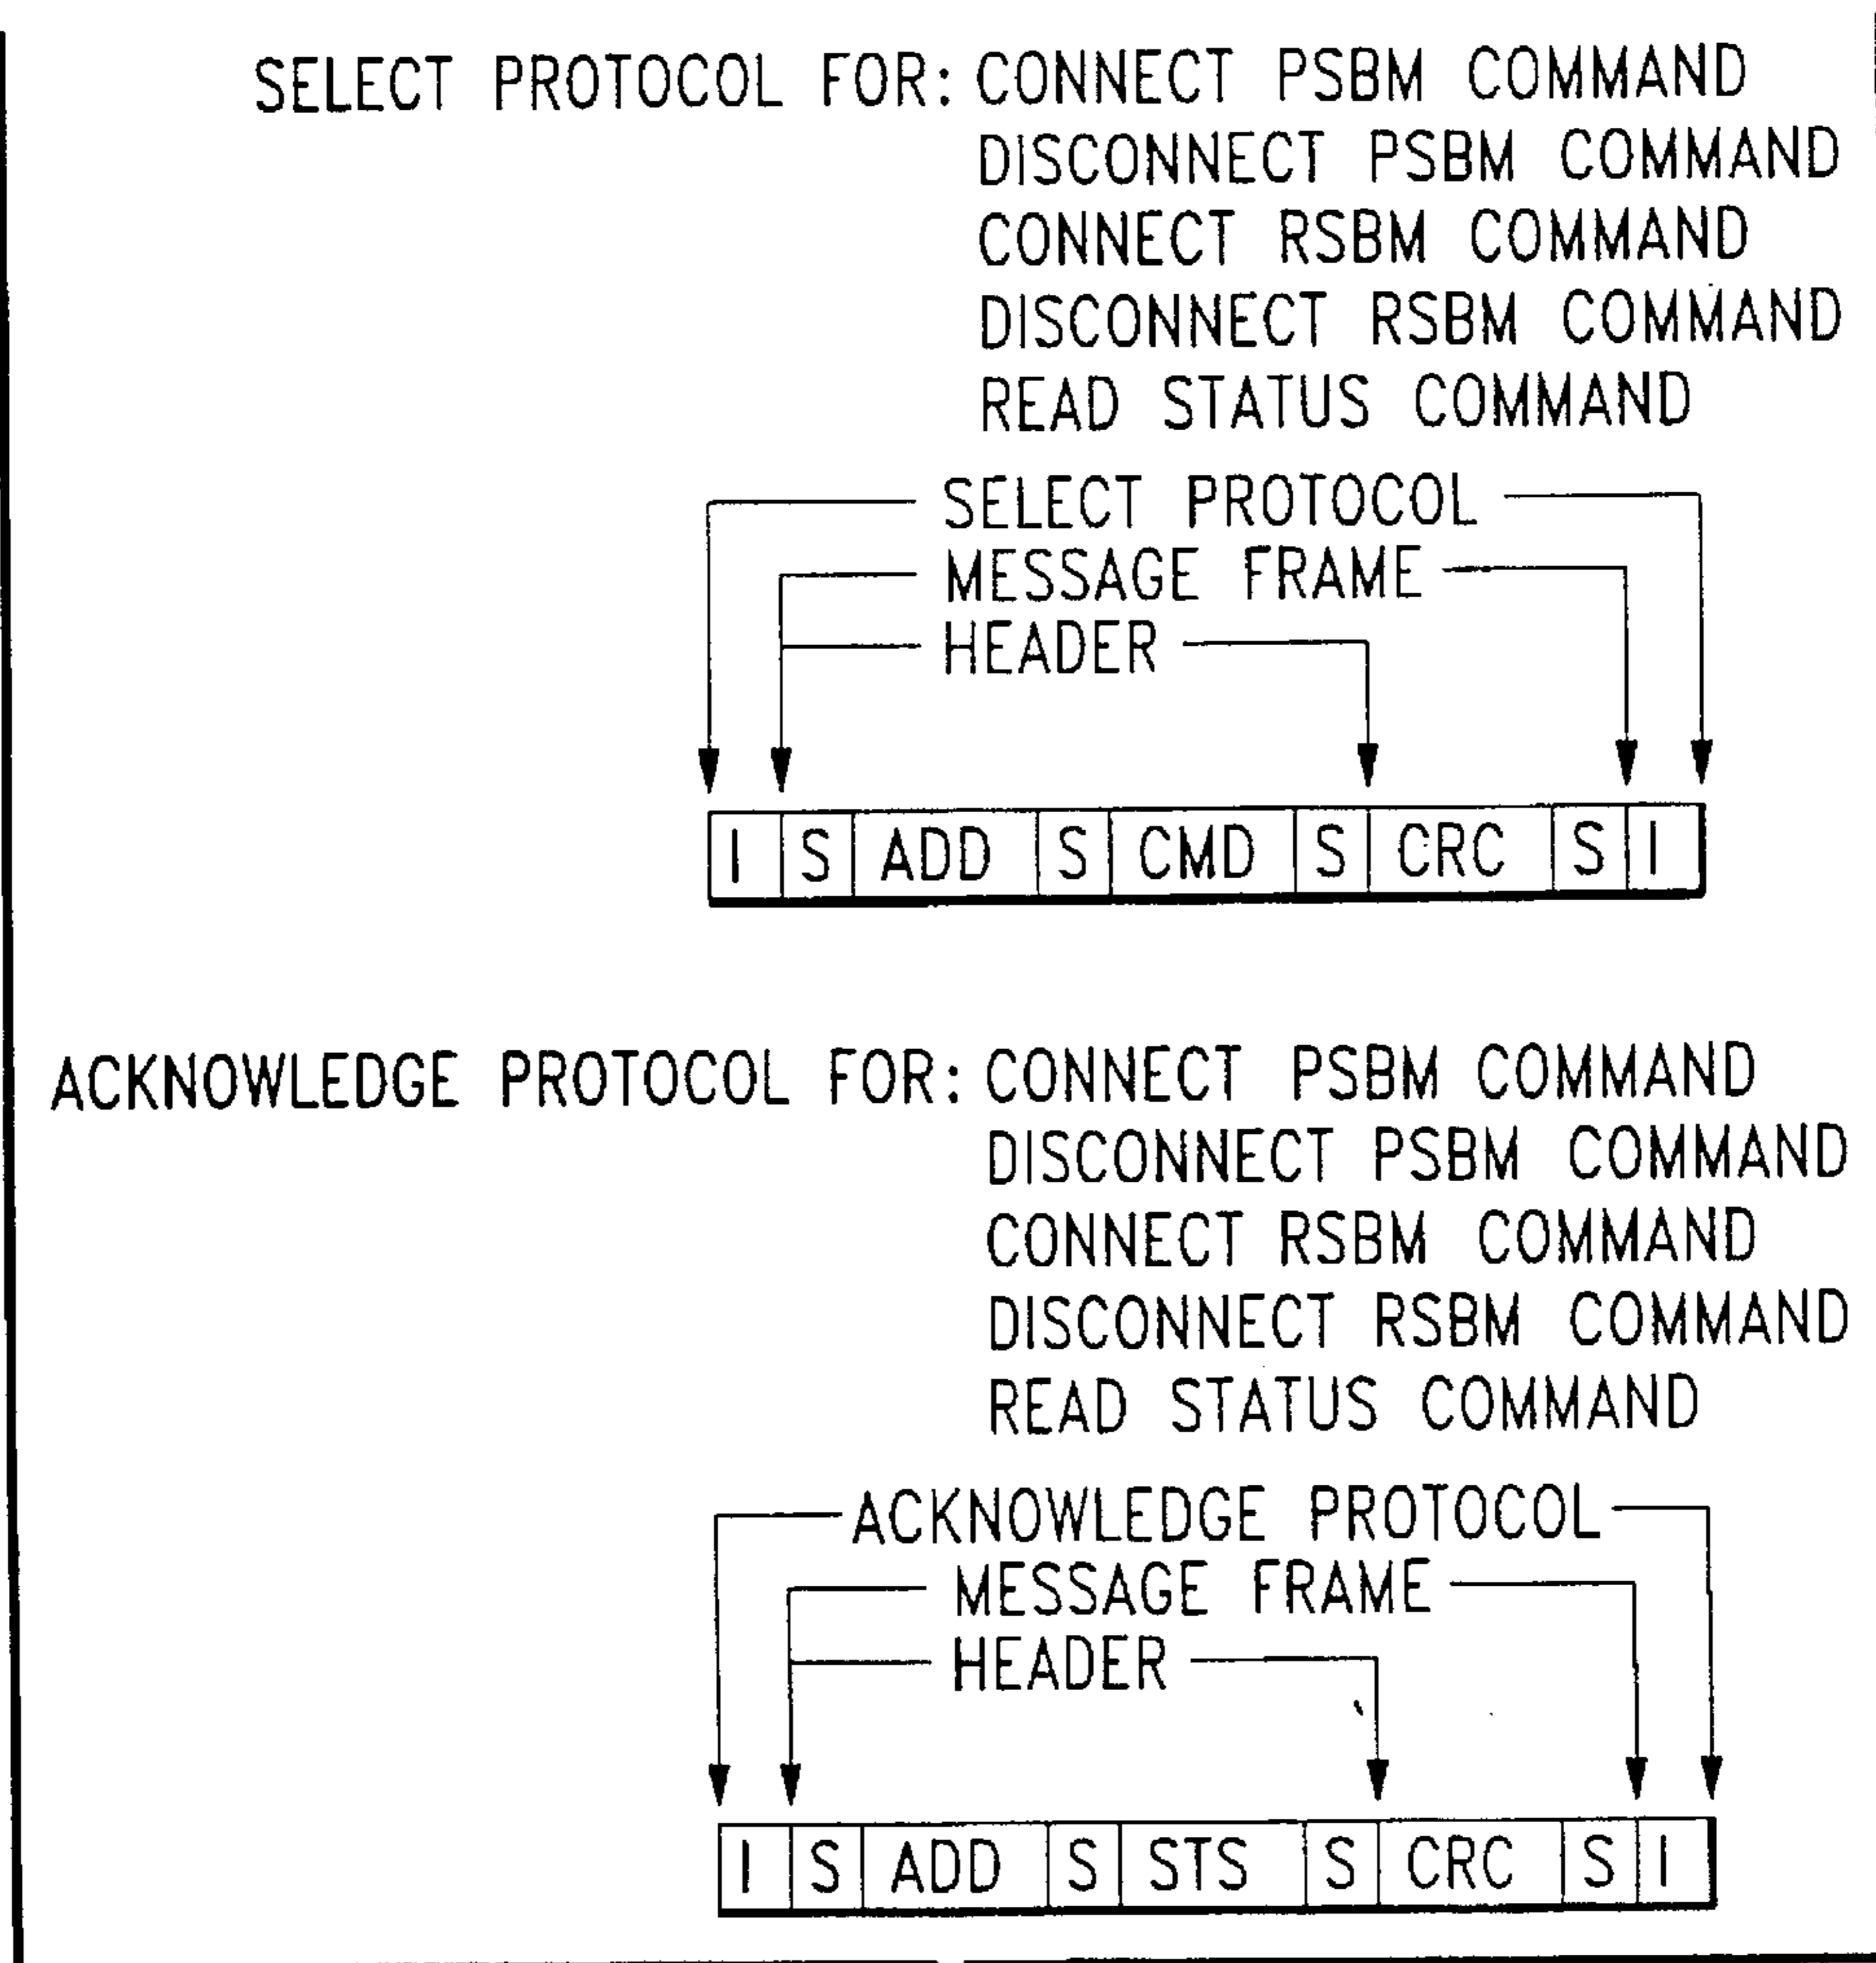 SELECT PROTOCOL FOR: CONNECT PSBM COMMAND
DISCONNECT PSBM COMMAND
CONNECT RSBM COMMAND
DISCONNECT RSBM COMMAND
READ STATUS COMMAND
SELECT PROTOCOL
MESSAGE FRAME
HEADER
I S ADD S CMD S CRC S I
ACKNOWLEDGE PROTOCOL FOR: CONNECT PSBM COMMAND
DISCONNECT PSBM COMMAND
CONNECT RSBM COMMAND
DISCONNECT RSBM COMMAND
READ STATUS COMMAND
ACKNOWLEDGE PROTOCOL
MESSAGE FRAME
HEADER
I S ADD S STS S CRC S I